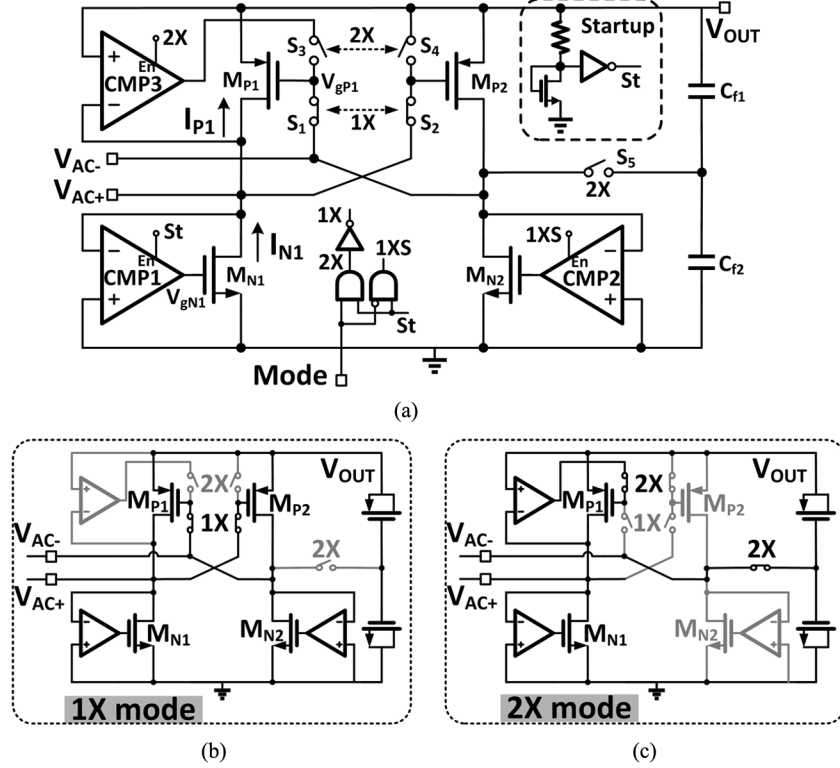 2X
S3
2X
S4
Startup
VOUT
+
En
CMP3
MP1
VgP1
MP2
St
Cf1
−
IP1
S1
1X
S2
VAC-
VAC+
S5
2X
−
St
En
CMP1
+
VgN1
MN1
IN1
1X
2X
1XS
St
MN2
1XS
En
CMP2
−
+
Cf2
Mode
(a)
+
−
MP1
2X
1X
MP2
VOUT
VAC-
VAC+
2X
−
+
MN1
MN2
−
+
1X mode
(b)
+
−
MP1
2X
1X
MP2
VOUT
VAC-
VAC+
2X
−
+
MN1
MN2
−
+
2X mode
(c)